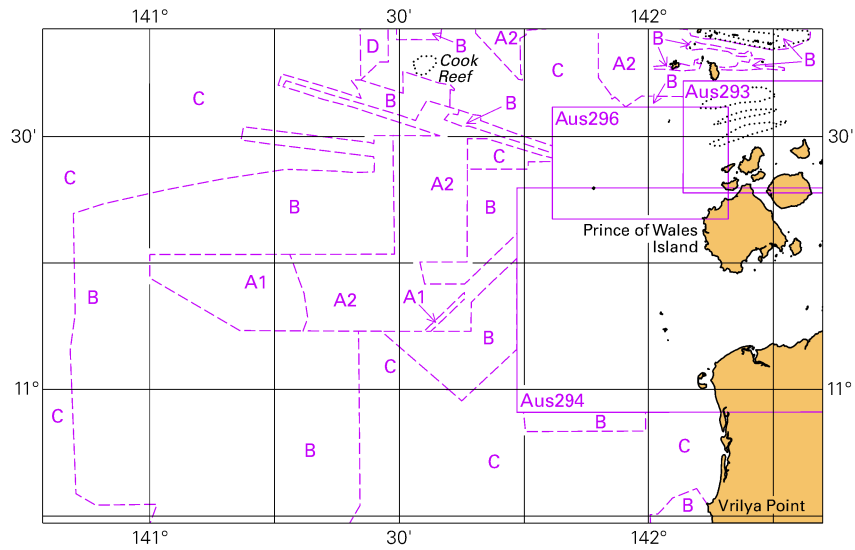 141° 30' 142°
D B A2 B
Cook
Reef
C A2 B
C B B B Aus293
Aus296
30' 30'
C C
A2
B B
Prince of Wales
Island
A1 A2 A1
B
B
C
11° 11°
Aus294
C B
B C C
B Vrilya Point
141° 30' 142°